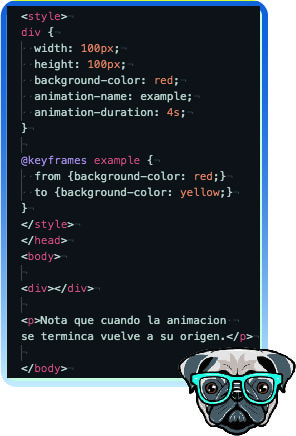 <style>
div {
width: 100px;
height: 100px;
background-color: red;
animation-name: example;
animation-duration: 4s;
}
@keyframes example {
from {background-color: red;}
to {background-color: yellow;}
}
</style>
</head>
<body>
<div></div>
<p>Nota que cuando la animacion
se terminca vuelve a su origen.</p>
</body>